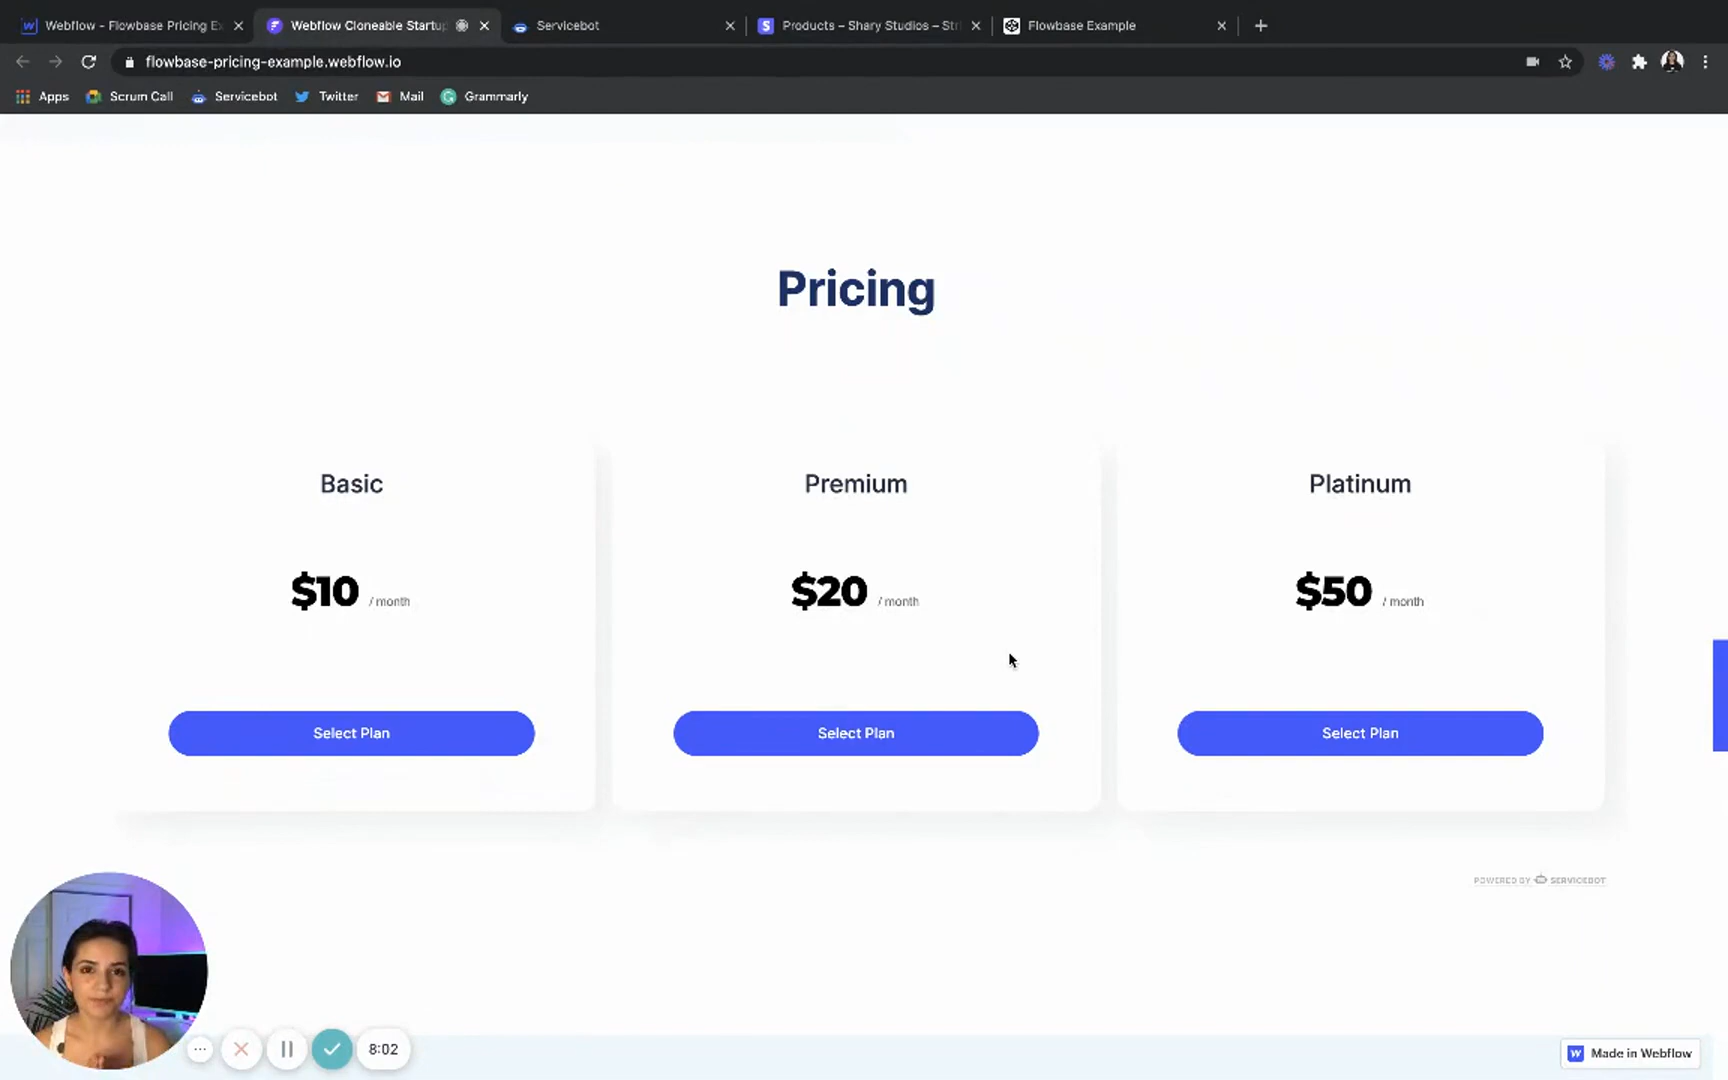 Webflow - Flowbase Pricing Ex
Webflow Cloneable Startup
Servicebot
Products – Shary Studios – Stri
Flowbase Example
flowbase-pricing-example.webflow.io
Apps
Scrum Call
Servicebot
Twitter
Mail
Grammarly
Pricing
Basic
Premium
Platinum
$10 / month
$20 / month
$50 / month
Select Plan
Select Plan
Select Plan
POWERED BY SERVICEBOT
8:02
Made in Webflow